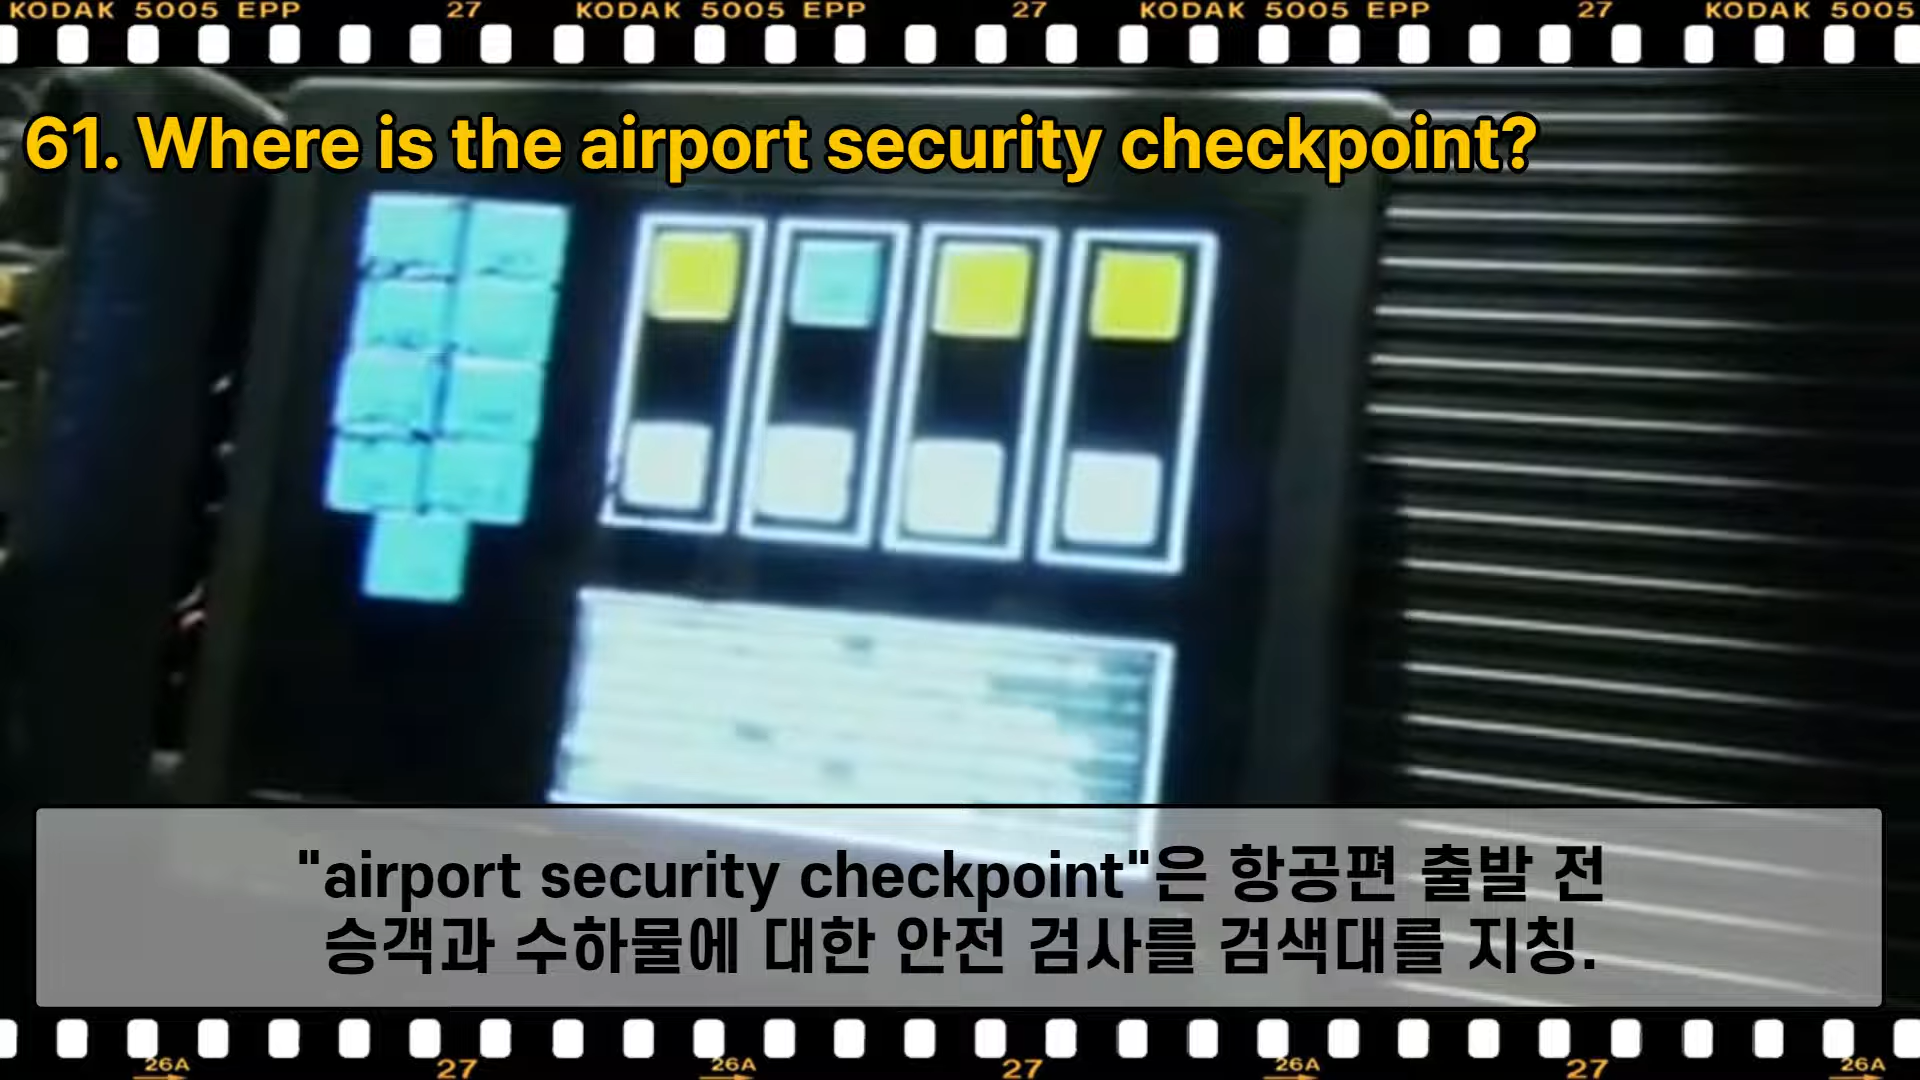 KODAK 5005 EPP 27 KODAK 5005 EPP 27 KODAK 5005 EPP 27 KODAK 5005
61. Where is the airport security checkpoint?
"airport security checkpoint"은 항공편 출발 전
승객과 수하물에 대한 안전 검사를 검색대를 지칭.
26A 27 26A 27 26A 27 26A